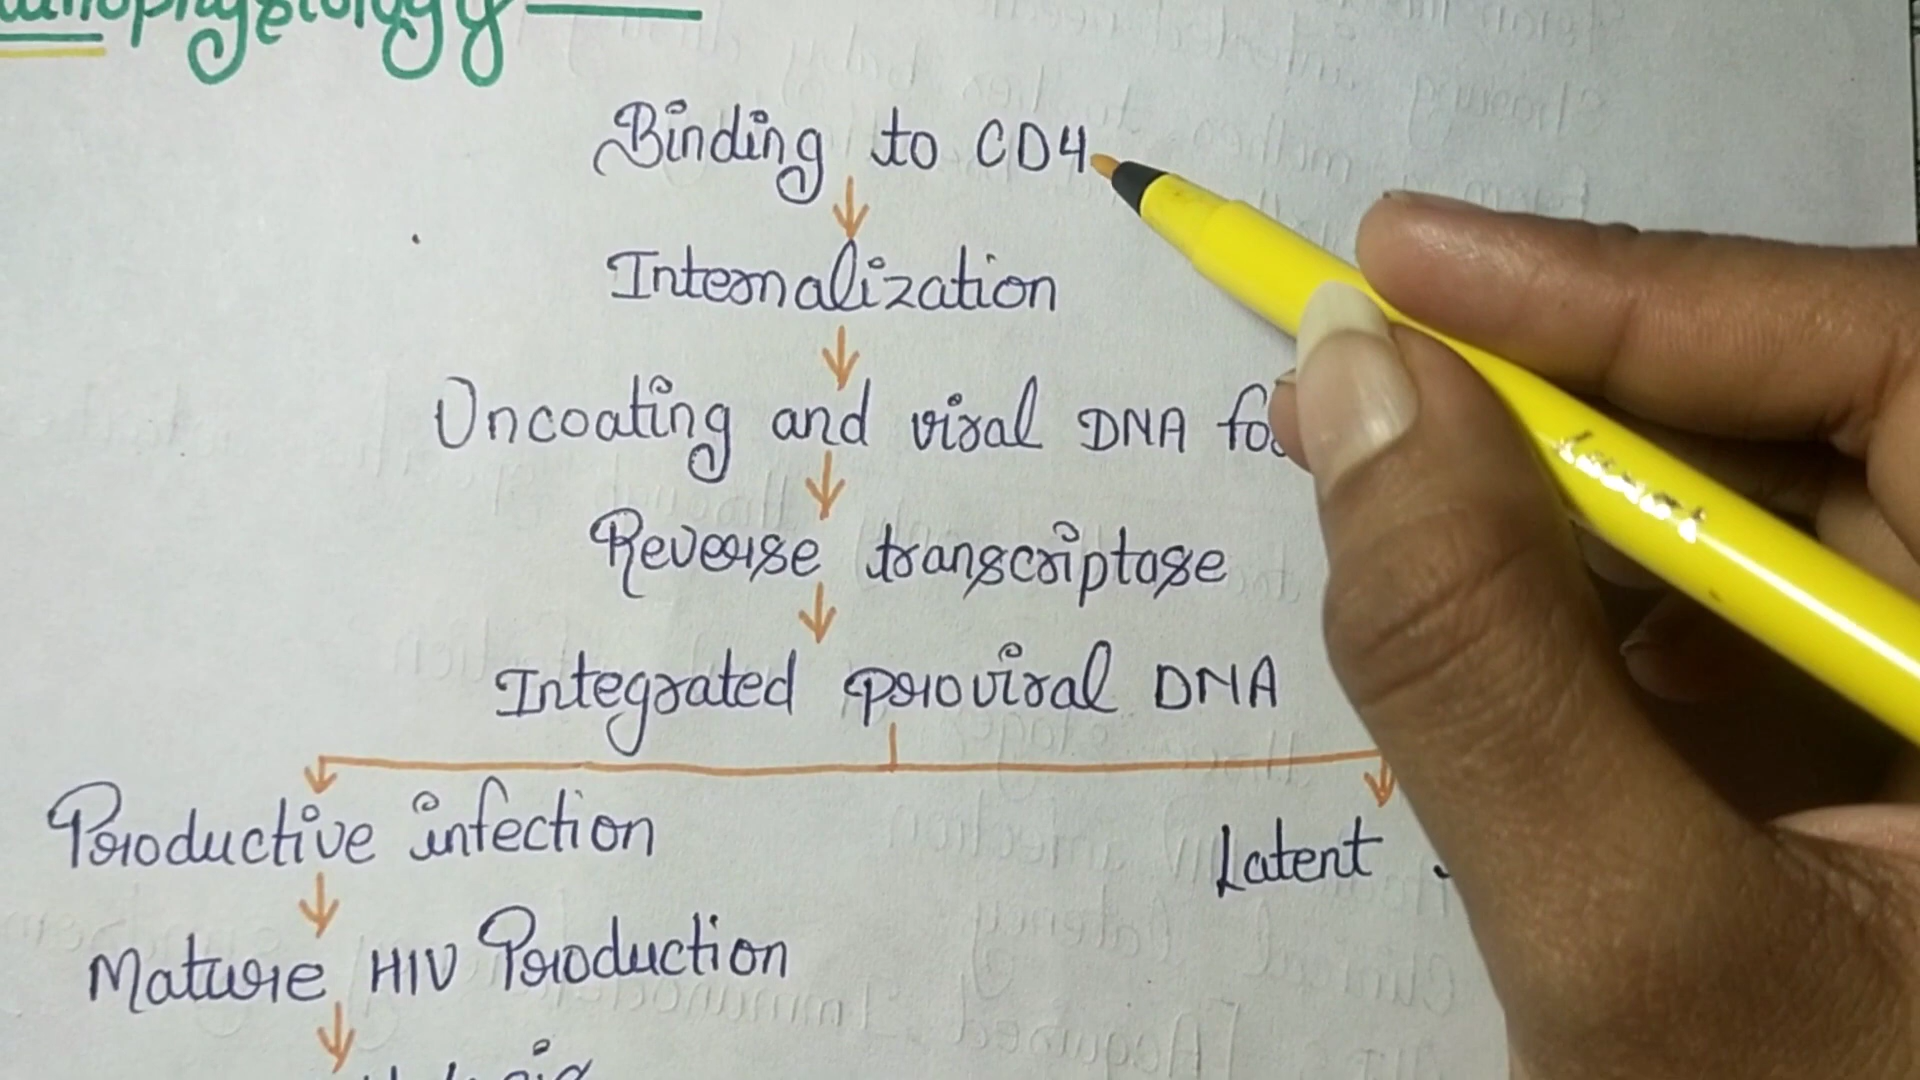 Binding to CD4
Internalization
Uncoating and viral DNA
Reverse transcriptase
Integrated proviral DNA
Productive infection
Latent
Mature HIV Production